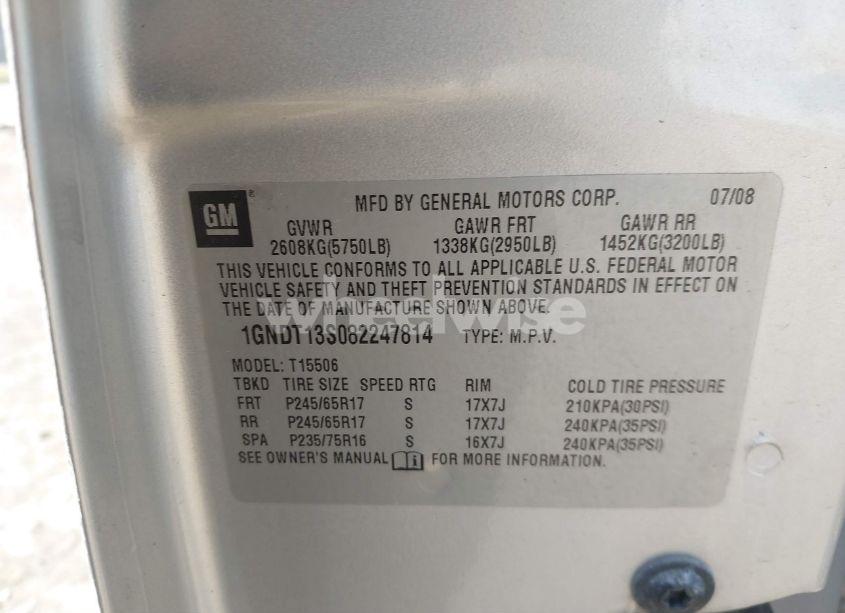 GM ®
MFD BY GENERAL MOTORS CORP. 07/08
GVWR GAWR FRT GAWR RR
2608KG(5750LB) 1338KG(2950LB) 1452KG(3200LB)
THIS VEHICLE CONFORMS TO ALL APPLICABLE U.S. FEDERAL MOTOR
VEHICLE SAFETY AND THEFT PREVENTION STANDARDS IN EFFECT ON
THE DATE OF MANUFACTURE SHOWN ABOVE.
wheelwise
1GNDT13S082247814 TYPE: M.P.V.
MODEL: T15506
TBKD TIRE SIZE SPEED RTG RIM COLD TIRE PRESSURE
FRT P245/65R17 S 17X7J 210KPA(30PSI)
RR P245/65R17 S 17X7J 240KPA(35PSI)
SPA P235/75R16 S 16X7J 240KPA(35PSI)
SEE OWNER'S MANUAL i FOR MORE INFORMATION.